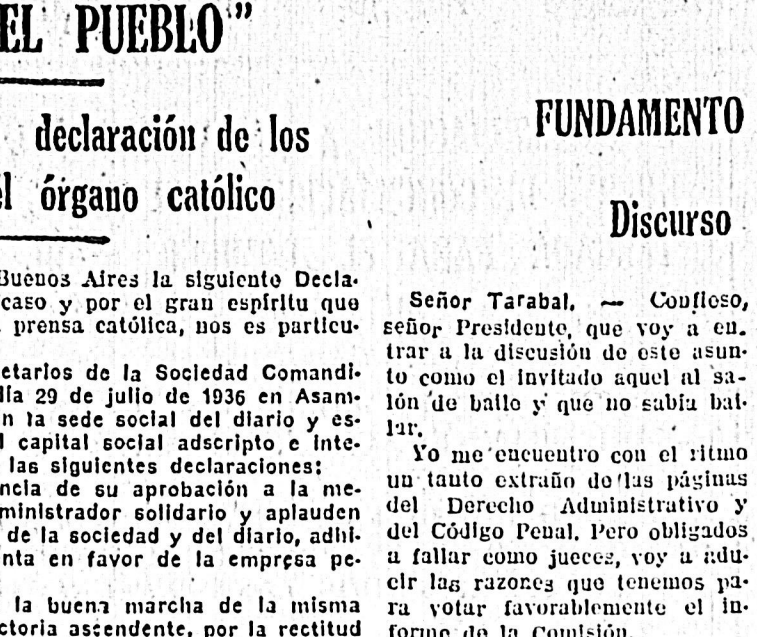 EL PUEBLO"
declaración de los
órgano católico
Buenos Aires la siguiente Decla-
caso y por el gran espíritu que
prensa católica, nos es particu-
etarios de la Sociedad Comandi-
día 29 de julio de 1936 en Asam-
n la sede social del diario y es-
l capital social adscripto e inte-
las siguientes declaraciones:
ncia de su aprobación a la me-
ministrador solidario y aplauden
de la sociedad y del diario, adhi-
nta en favor de la empresa pe-
la buena marcha de la misma
ctoria ascendente, por la rectitud
FUNDAMENTO
Discurso
Señor Tarabal. — Confieso,
señor Presidente, que voy a en-
trar a la discusión de este asun-
to como el invitado aquel al sa-
lón de baile y que no sabía bai-
lar.
Yo me encuentro con el ritmo
un tanto extraño de las páginas
del Derecho Administrativo y
del Código Penal. Pero obligados
a fallar como jueces, voy a adu-
cir las razones que tenemos pa-
ra votar favorablemente el in-
forme de la Comisión.